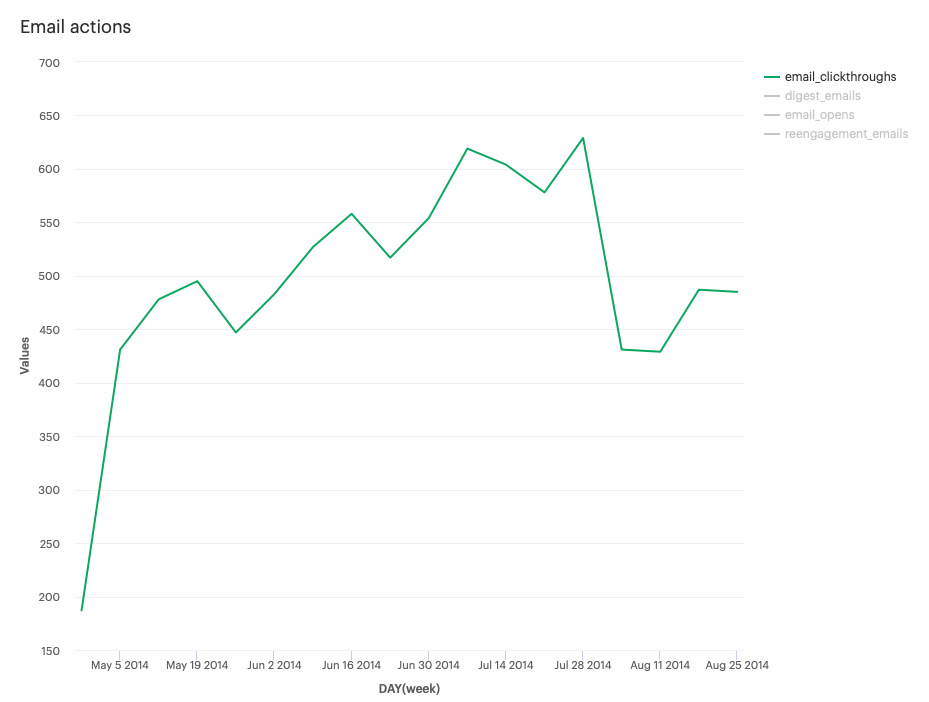 Email actions
700
650
600
550
500
450
400
350
300
250
200
150
Values
May 5 2014
May 19 2014
Jun 2 2014
Jun 16 2014
Jun 30 2014
Jul 14 2014
Jul 28 2014
Aug 11 2014
Aug 25 2014
DAY(week)
email_clickthroughs
digest_emails
email_opens
reengagement_emails